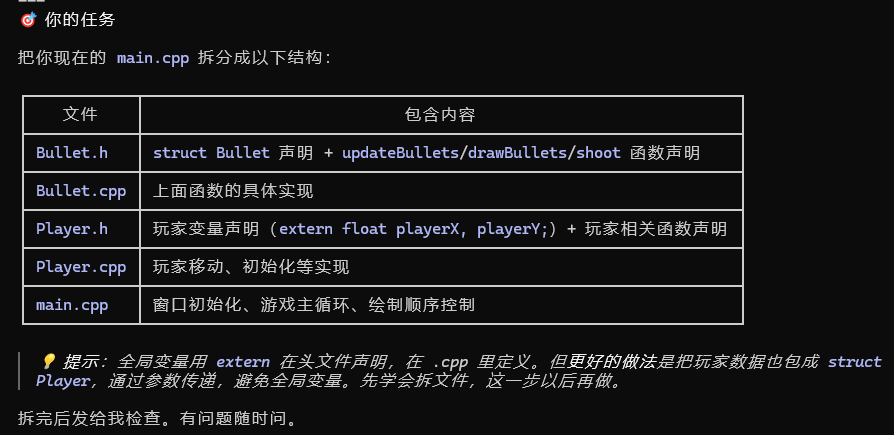 🎯 你的任务
把你现在的 main.cpp 拆分成以下结构：
文件 包含内容
Bullet.h struct Bullet 声明 + updateBullets/drawBullets/shoot 函数声明
Bullet.cpp 上面函数的具体实现
Player.h 玩家变量声明（extern float playerX, playerY;）+ 玩家相关函数声明
Player.cpp 玩家移动、初始化等实现
main.cpp 窗口初始化、游戏主循环、绘制顺序控制
💡 提示：全局变量用 extern 在头文件声明，在 .cpp 里定义。但更好的做法是把玩家数据也包成 struct
Player，通过参数传递，避免全局变量。先学会拆文件，这一步以后再做。
拆完后发给我检查。有问题随时问。